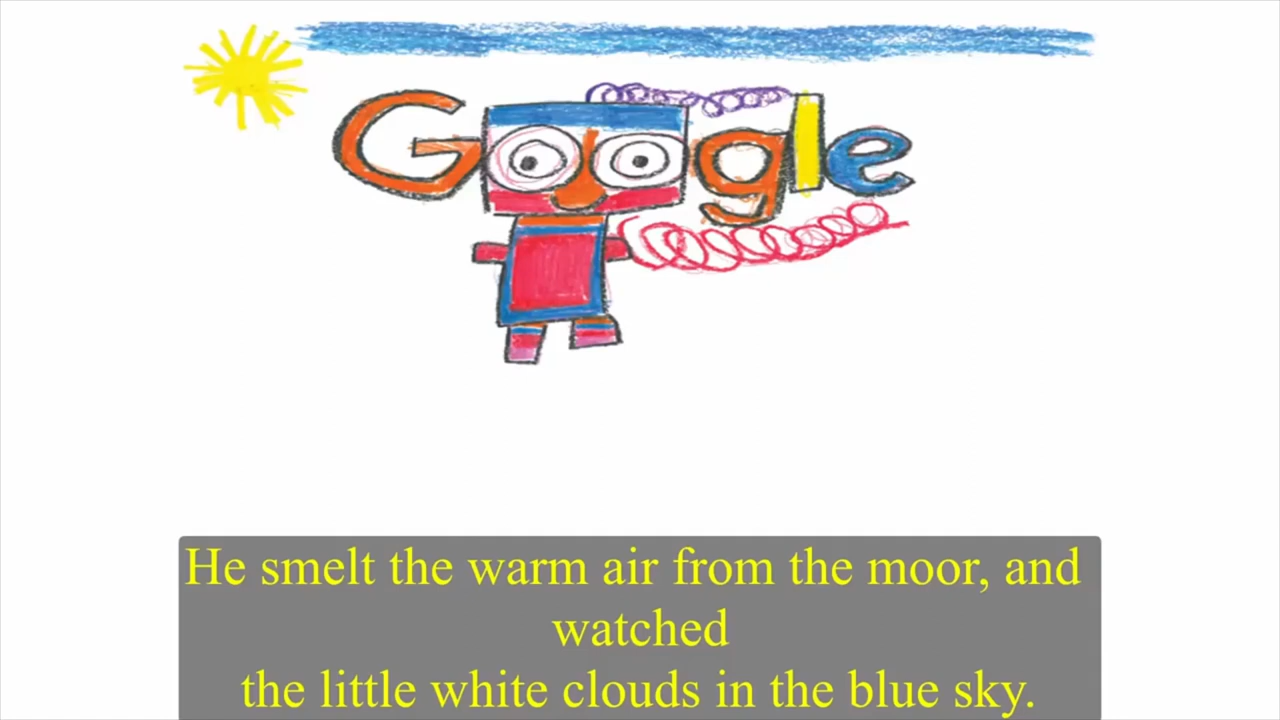 Google
He smelt the warm air from the moor, and
watched
the little white clouds in the blue sky.